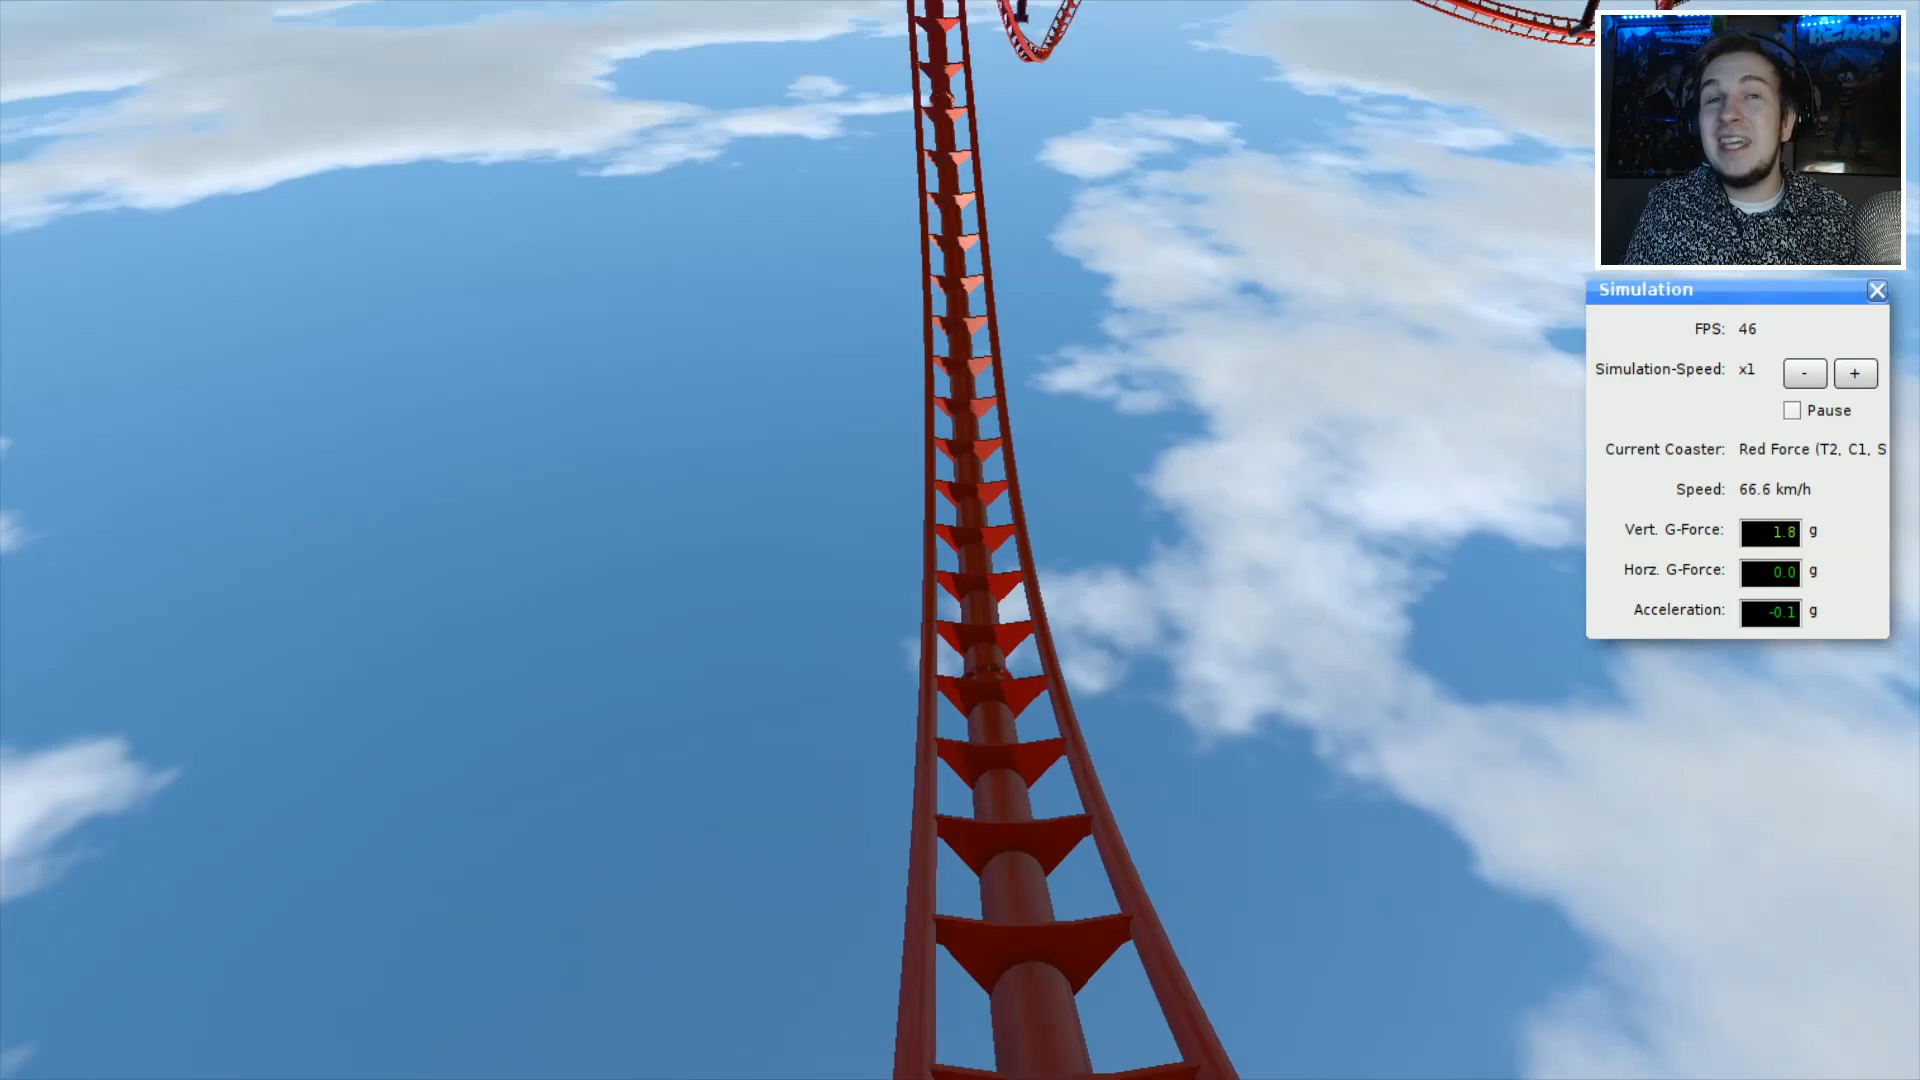 Simulation
FPS: 46
Simulation-Speed: x1 - +
Pause
Current Coaster: Red Force (T2, C1, S
Speed: 66.6 km/h
Vert. G-Force: 1.8 g
Horz. G-Force: 0.0 g
Acceleration: -0.1 g